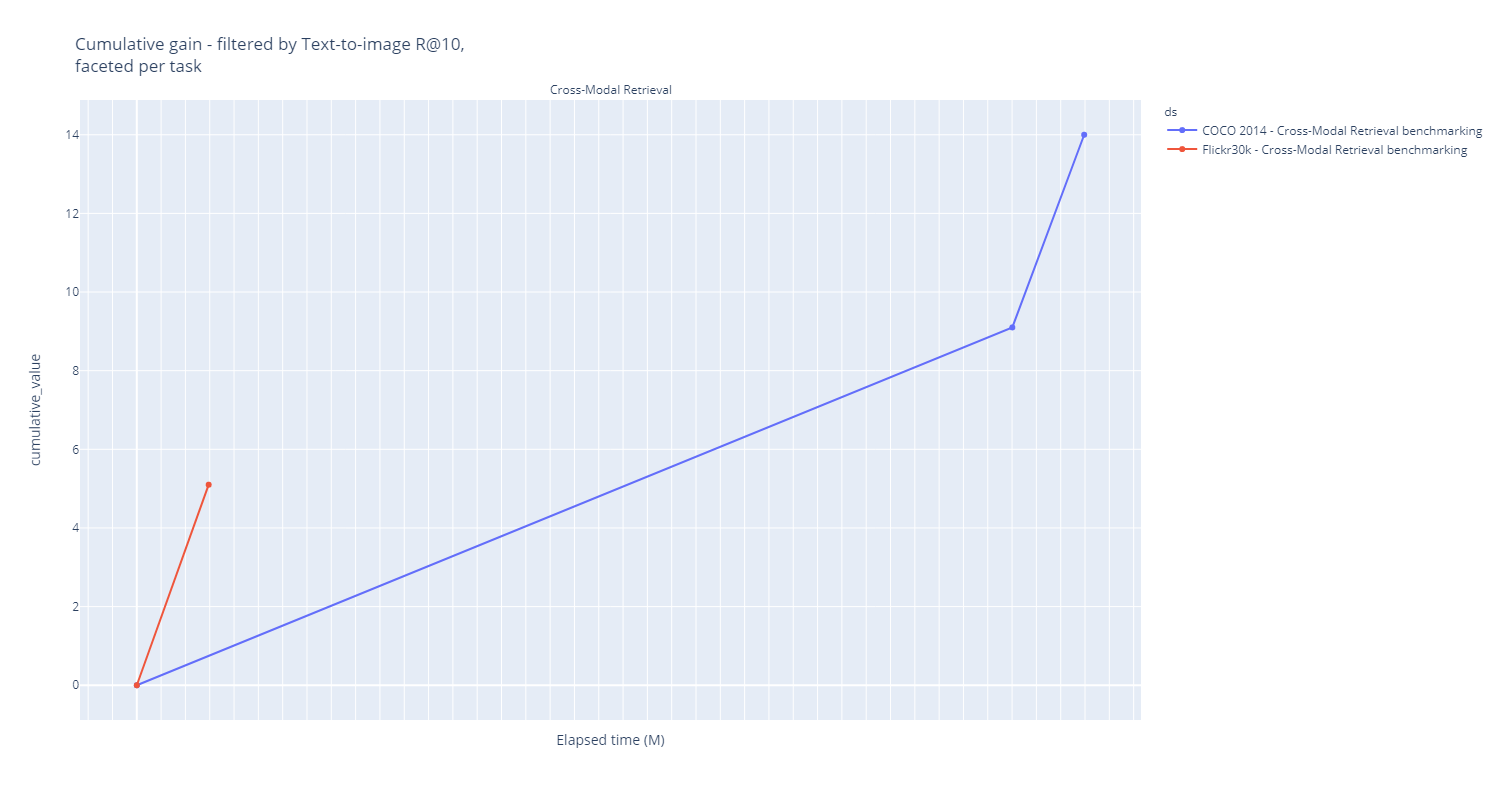 Cumulative gain - filtered by Text-to-image R@10,
faceted per task
Cross-Modal Retrieval
ds
COCO 2014 - Cross-Modal Retrieval benchmarking
Flickr30k - Cross-Modal Retrieval benchmarking
14
12
10
8
6
4
2
0
cumulative_value
Elapsed time (M)